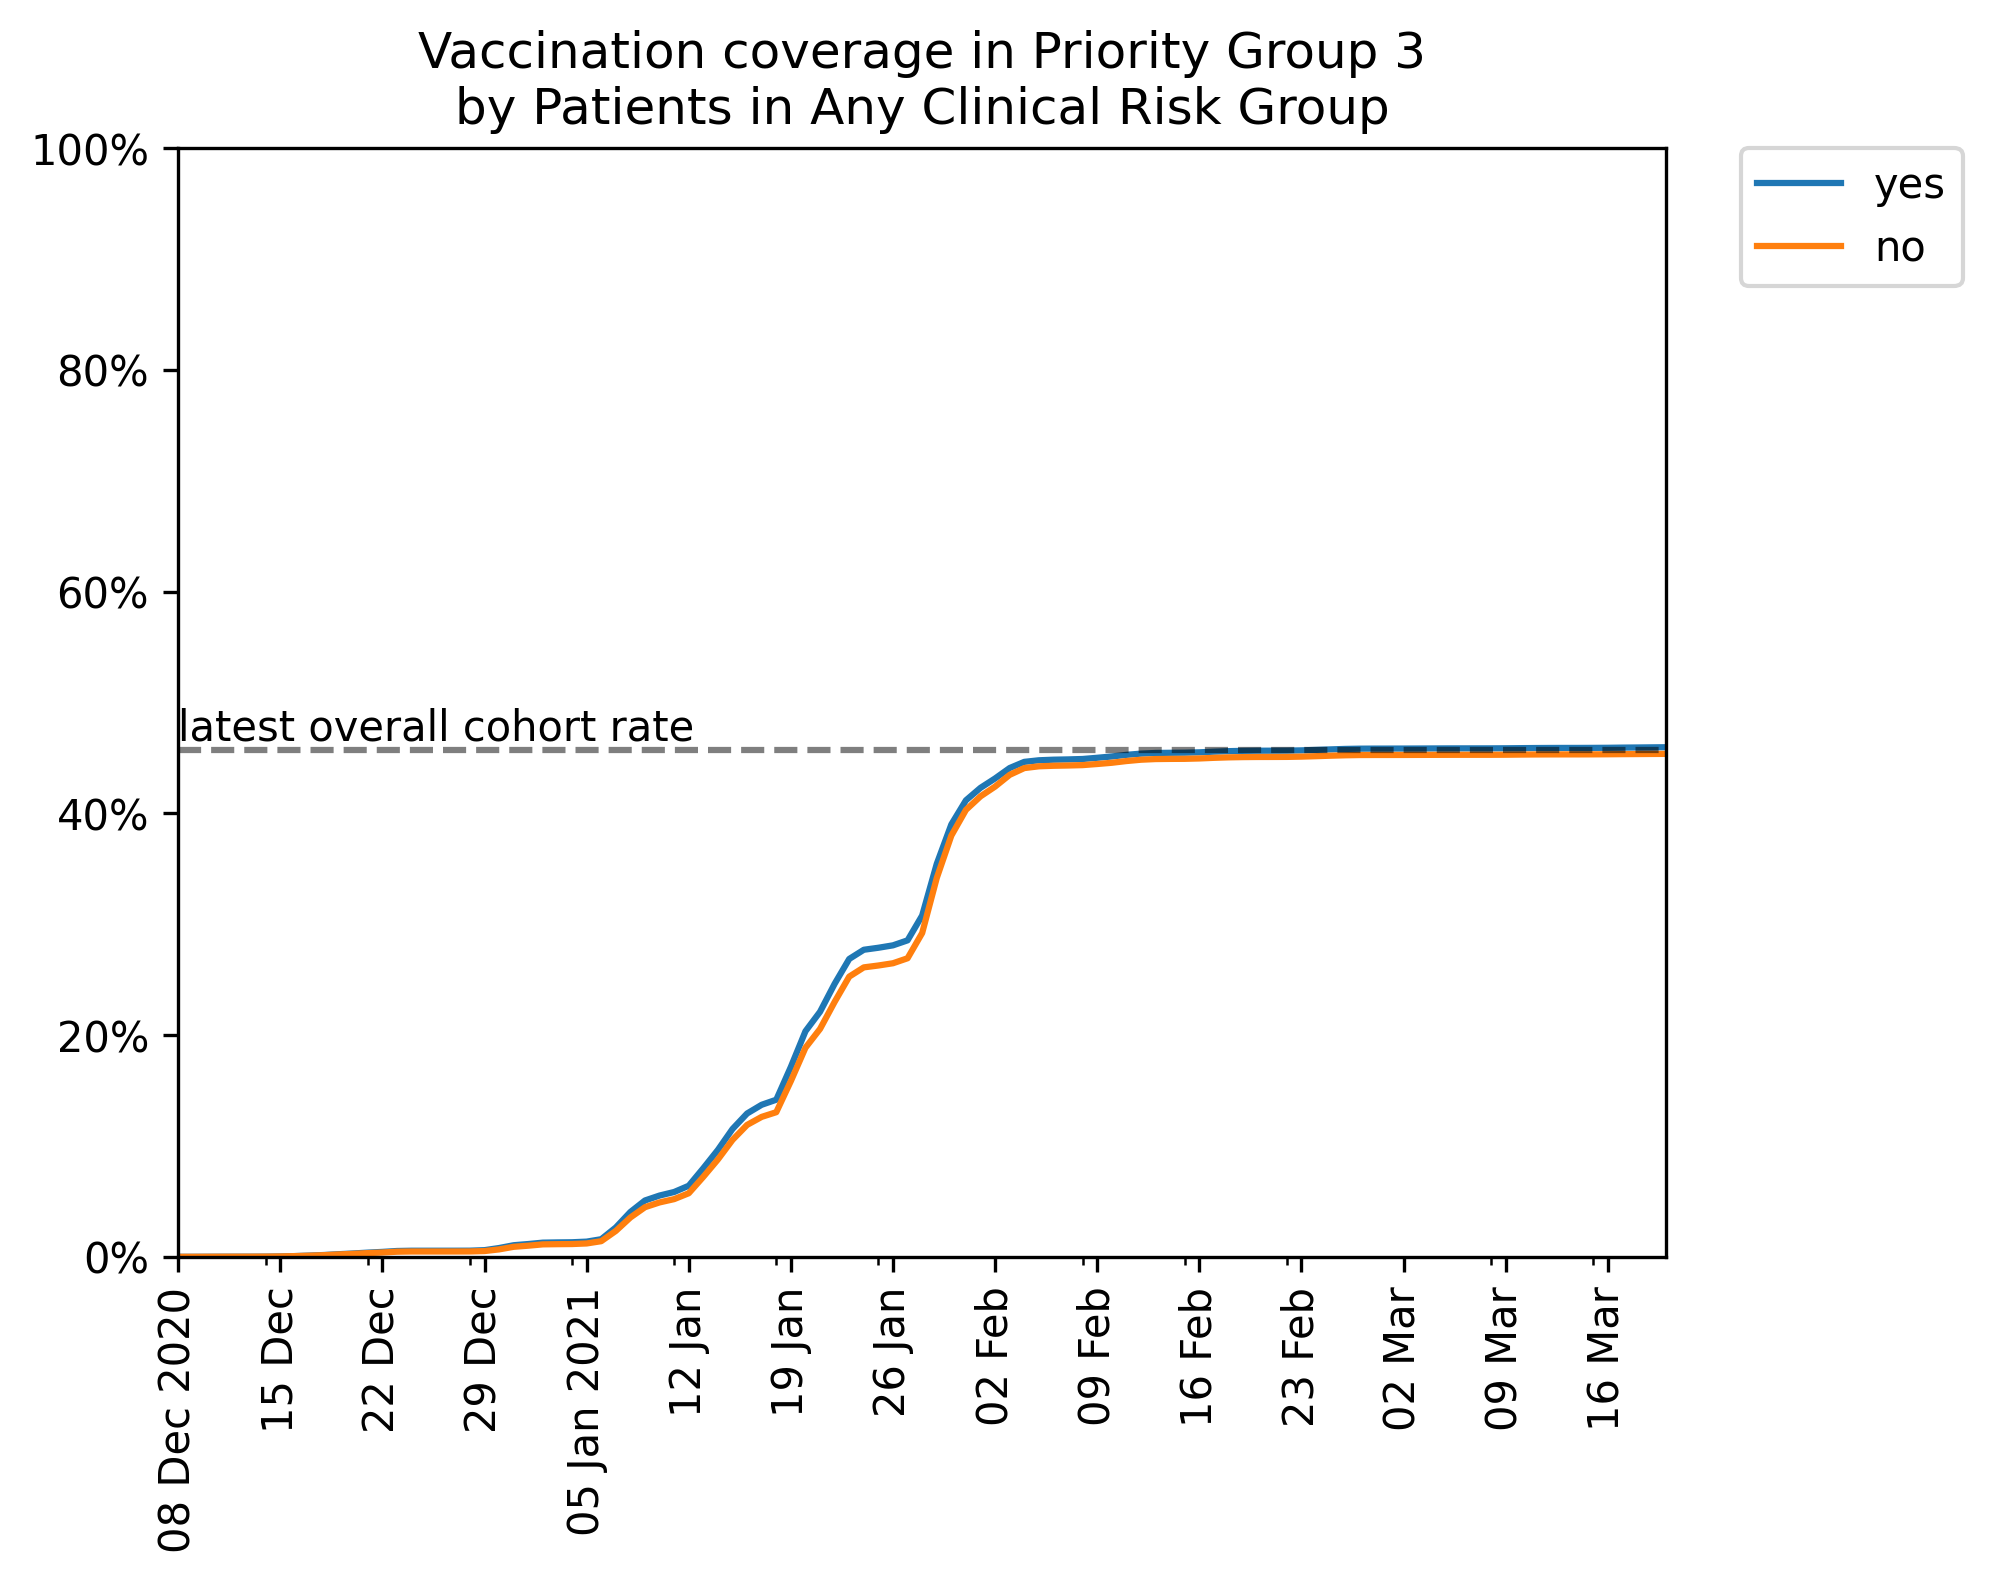 Vaccination coverage in Priority Group 3
by Patients in Any Clinical Risk Group
yes
no
100%
80%
60%
latest overall cohort rate
40%
20%
0%
08 Dec 2020
15 Dec
22 Dec
29 Dec
05 Jan 2021
12 Jan
19 Jan
26 Jan
02 Feb
09 Feb
16 Feb
23 Feb
02 Mar
09 Mar
16 Mar